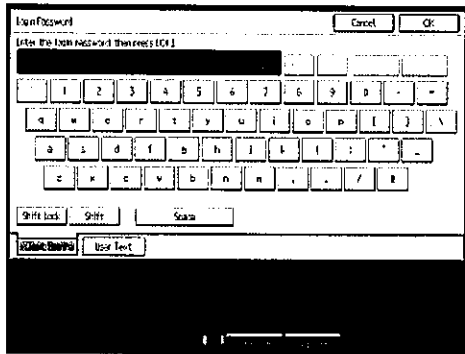 Login Password Cancel OK
Enter the login password, then press [OK].
1 2 3 4 5 6 7 8 9 0 - =
q w e r t y u i o p [ ] \
a s d f g h j k l ; '
z x c v b n m , . /
Shift Lock Shift Space
User Text